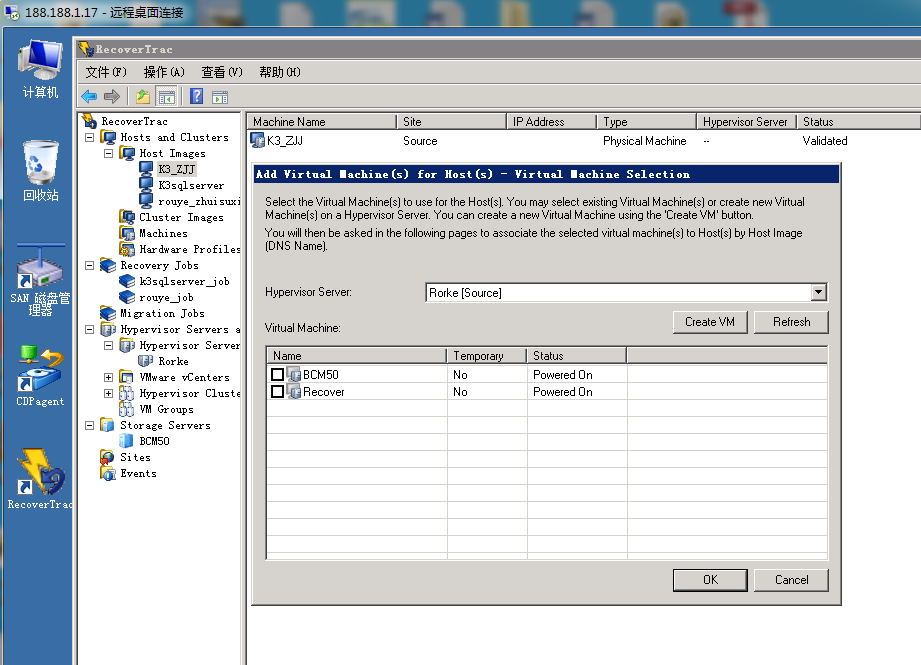 188.188.1.17 - 远程桌面连接
计算机
回收站
SAN 磁盘管
理器
CDPagent
RecoverTrac
RecoverTrac
文件(F) 操作(A) 查看(V) 帮助(H)
RecoverTrac
Hosts and Clusters
Host Images
K3_ZJJ
K3sqlserver
rouye_zhuisuxi
Cluster Images
Machines
Hardware Profiles
Recovery Jobs
k3sqlserver_job
rouye_job
Migration Jobs
Hypervisor Servers a
Hypervisor Server
Rorke
VMware vCenters
Hypervisor Cluste
VM Groups
Storage Servers
BCM50
Sites
Events
Machine Name Site IP Address Type Hypervisor Server Status
K3_ZJJ Source Physical Machine -- Validated
Add Virtual Machine(s) for Host(s) - Virtual Machine Selection
Select the Virtual Machine(s) to use for the Host(s). You may select existing Virtual Machine(s) or create new Virtual
Machine(s) on a Hypervisor Server. You can create a new Virtual Machine using the 'Create VM' button.
You will then be asked in the following pages to associate the selected virtual machine(s) to Host(s) by Host Image
(DNS Name).
Hypervisor Server: Rorke [Source]
Virtual Machine: Create VM Refresh
Name Temporary Status
BCM50 No Powered On
Recover No Powered On
OK Cancel